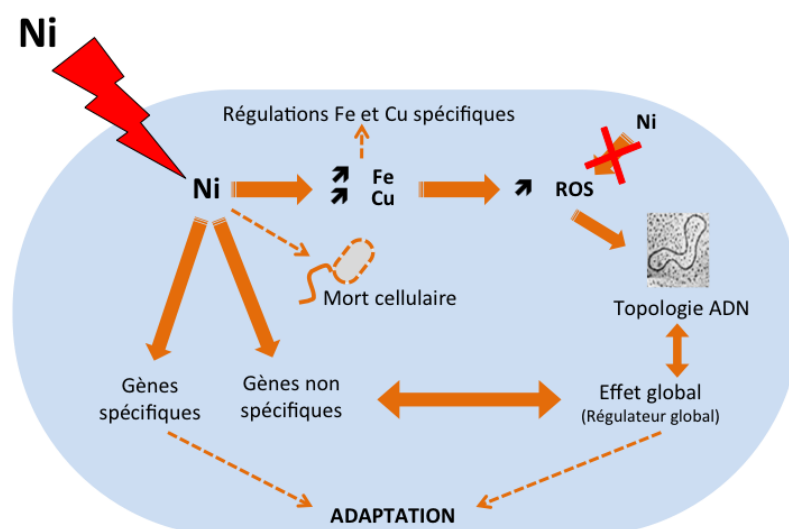 Ni
Régulations Fe et Cu spécifiques
Ni
Ni
Fe
Cu
ROS
Mort cellulaire
Topologie ADN
Gènes
spécifiques
Gènes non
spécifiques
Effet global
(Régulateur global)
ADAPTATION